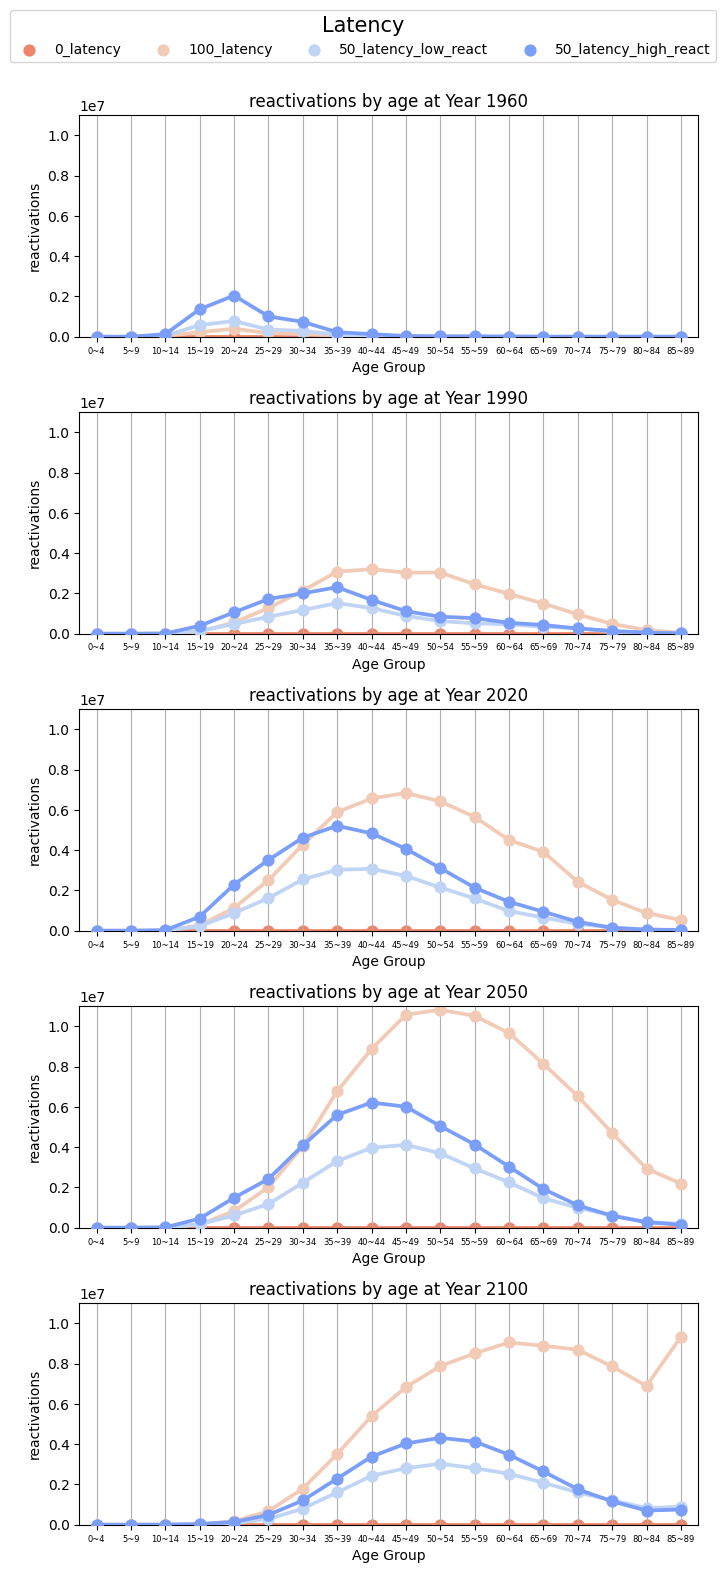 Latency
0_latency 100_latency 50_latency_low_react 50_latency_high_react
reactivations by age at Year 1960
1e7
1.0
0.8
0.6
0.4
0.2
0.0
reactivations
0~4 5~9 10~14 15~19 20~24 25~29 30~34 35~39 40~44 45~49 50~54 55~59 60~64 65~69 70~74 75~79 80~84 85~89
Age Group
reactivations by age at Year 1990
1e7
1.0
0.8
0.6
0.4
0.2
0.0
reactivations
0~4 5~9 10~14 15~19 20~24 25~29 30~34 35~39 40~44 45~49 50~54 55~59 60~64 65~69 70~74 75~79 80~84 85~89
Age Group
reactivations by age at Year 2020
1e7
1.0
0.8
0.6
0.4
0.2
0.0
reactivations
0~4 5~9 10~14 15~19 20~24 25~29 30~34 35~39 40~44 45~49 50~54 55~59 60~64 65~69 70~74 75~79 80~84 85~89
Age Group
reactivations by age at Year 2050
1e7
1.0
0.8
0.6
0.4
0.2
0.0
reactivations
0~4 5~9 10~14 15~19 20~24 25~29 30~34 35~39 40~44 45~49 50~54 55~59 60~64 65~69 70~74 75~79 80~84 85~89
Age Group
reactivations by age at Year 2100
1e7
1.0
0.8
0.6
0.4
0.2
0.0
reactivations
0~4 5~9 10~14 15~19 20~24 25~29 30~34 35~39 40~44 45~49 50~54 55~59 60~64 65~69 70~74 75~79 80~84 85~89
Age Group